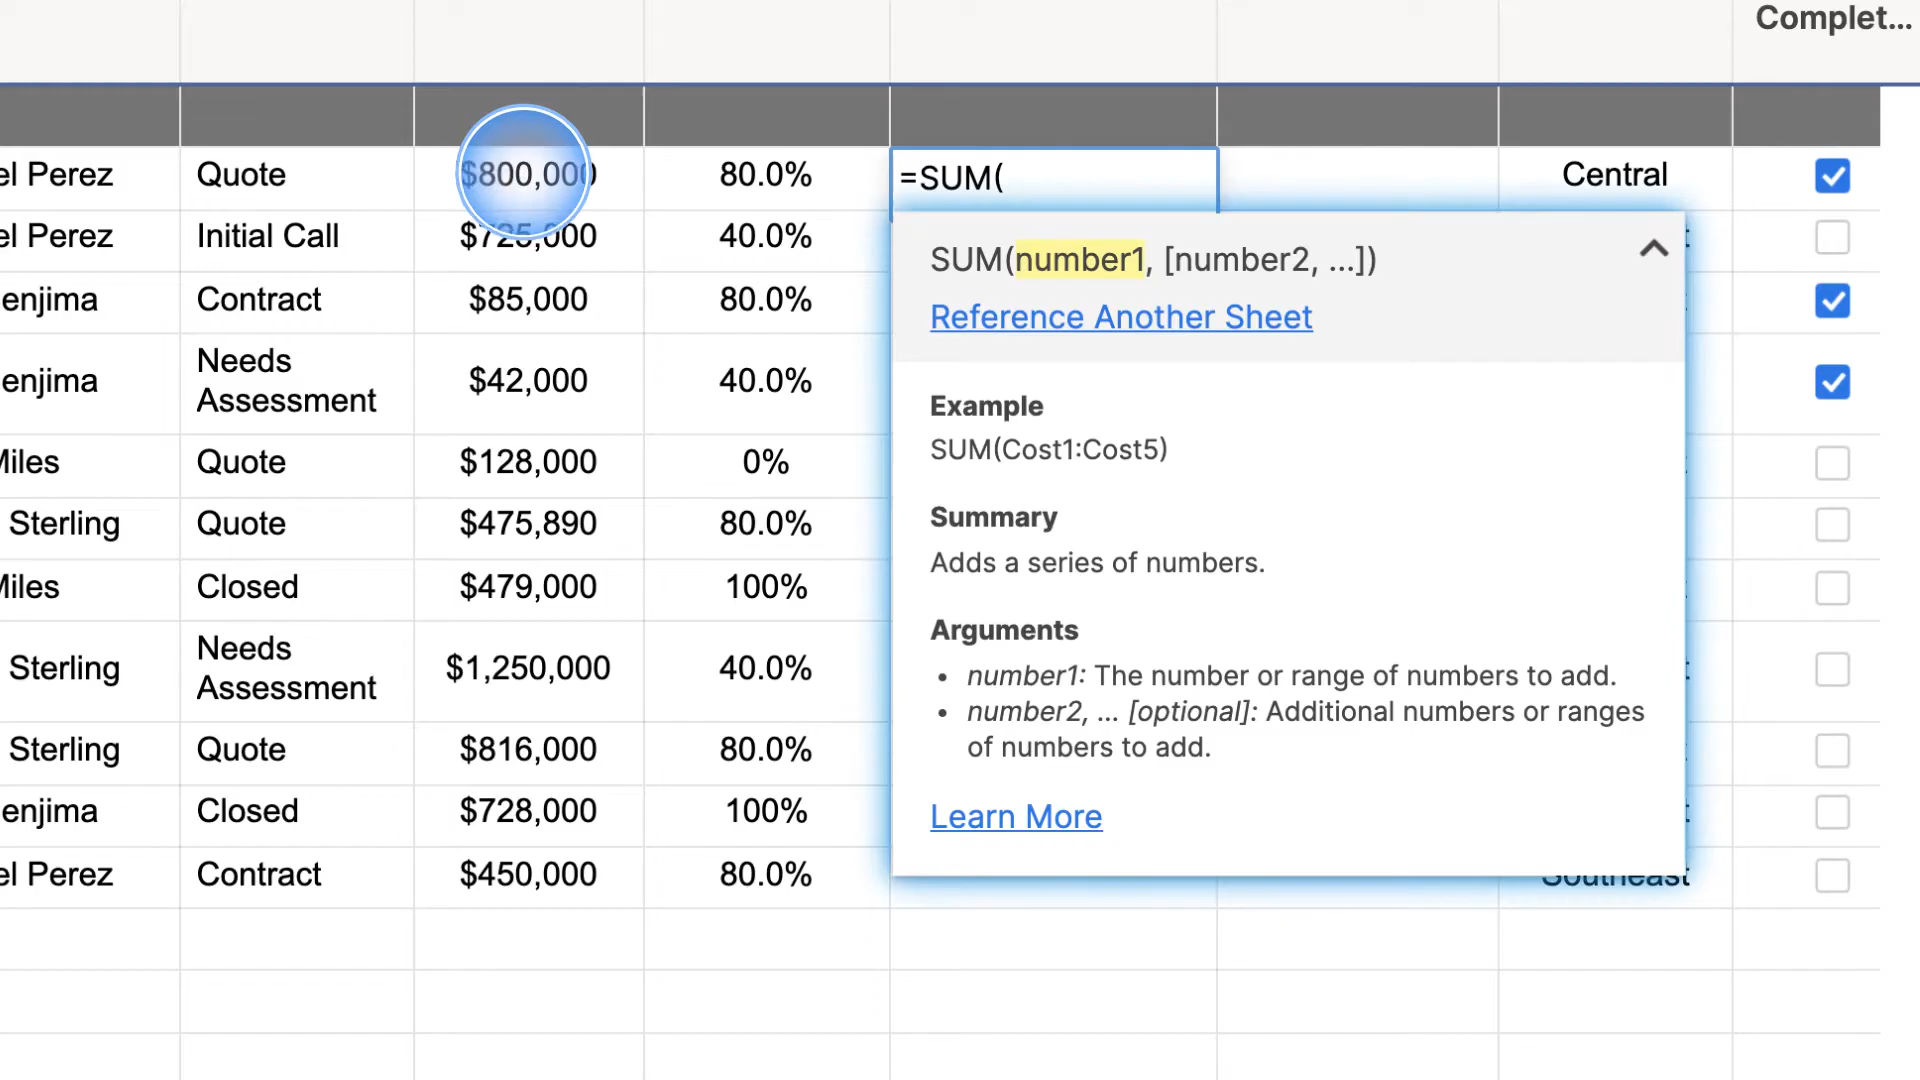 Complet...
el Perez Quote $800,000 80.0% =SUM( Central
el Perez Initial Call $725,000 40.0%
SUM(number1, [number2, ...])
enjima Contract $85,000 80.0%
Reference Another Sheet
enjima Needs Assessment $42,000 40.0%
Example
SUM(Cost1:Cost5)
Miles Quote $128,000 0%
Sterling Quote $475,890 80.0%
Summary
Adds a series of numbers.
Miles Closed $479,000 100%
Arguments
Sterling Needs Assessment $1,250,000 40.0%
• number1: The number or range of numbers to add.
• number2, ... [optional]: Additional numbers or ranges
of numbers to add.
Sterling Quote $816,000 80.0%
enjima Closed $728,000 100%
Learn More
el Perez Contract $450,000 80.0% Southeast